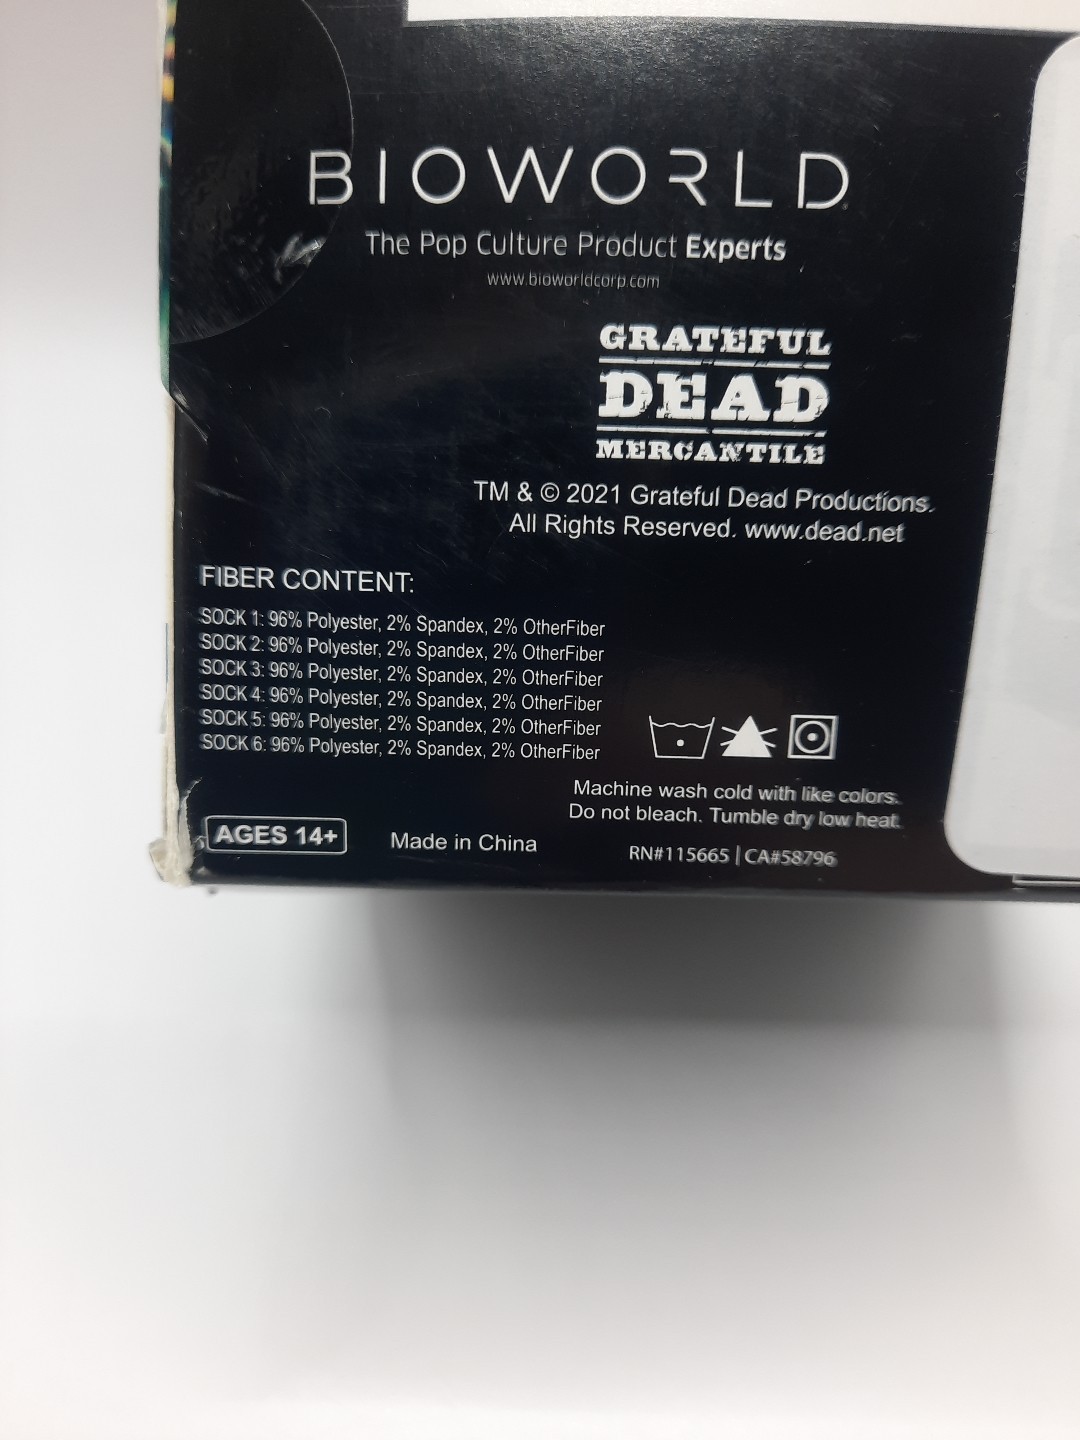 BIOWORLD
The Pop Culture Product Experts
www.bioworldcorp.com
GRATEFUL
DEAD
MERCANTILE
TM & © 2021 Grateful Dead Productions.
All Rights Reserved. www.dead.net
FIBER CONTENT:
SOCK 1: 96% Polyester, 2% Spandex, 2% OtherFiber
SOCK 2: 96% Polyester, 2% Spandex, 2% OtherFiber
SOCK 3: 96% Polyester, 2% Spandex, 2% OtherFiber
SOCK 4: 96% Polyester, 2% Spandex, 2% OtherFiber
SOCK 5: 96% Polyester, 2% Spandex, 2% OtherFiber
SOCK 6: 96% Polyester, 2% Spandex, 2% OtherFiber
Machine wash cold with like colors.
Do not bleach. Tumble dry low heat.
AGES 14+
Made in China
RN#115665 | CA#58796